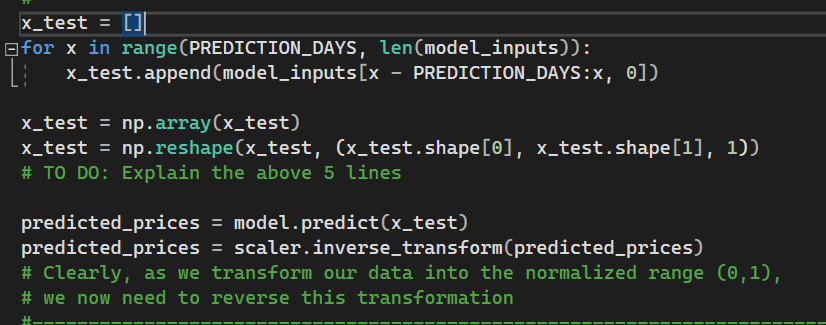 #
x_test = []
for x in range(PREDICTION_DAYS, len(model_inputs)):
    x_test.append(model_inputs[x - PREDICTION_DAYS:x, 0])

x_test = np.array(x_test)
x_test = np.reshape(x_test, (x_test.shape[0], x_test.shape[1], 1))
# TO DO: Explain the above 5 lines

predicted_prices = model.predict(x_test)
predicted_prices = scaler.inverse_transform(predicted_prices)
# Clearly, as we transform our data into the normalized range (0,1),
# we now need to reverse this transformation
#------------------------------------------------------------------